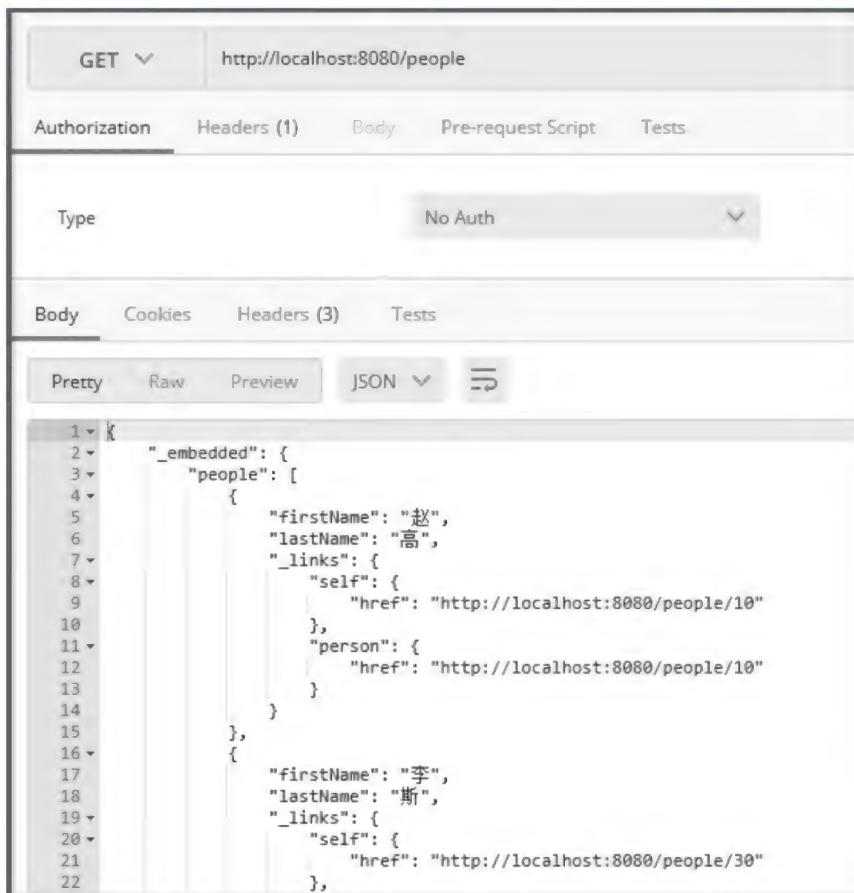 GET http://localhost:8080/people
Authorization Headers (1) Body Pre-request Script Tests
Type No Auth
Body Cookies Headers (3) Tests
Pretty Raw Preview JSON
1 {
2 "_embedded": {
3 "people": [
4 {
5 "firstName": "赵",
6 "lastName": "高",
7 "_links": {
8 "self": {
9 "href": "http://localhost:8080/people/10"
10 },
11 "person": {
12 "href": "http://localhost:8080/people/10"
13 }
14 }
15 },
16 {
17 "firstName": "李",
18 "lastName": "斯",
19 "_links": {
20 "self": {
21 "href": "http://localhost:8080/people/30"
22 },